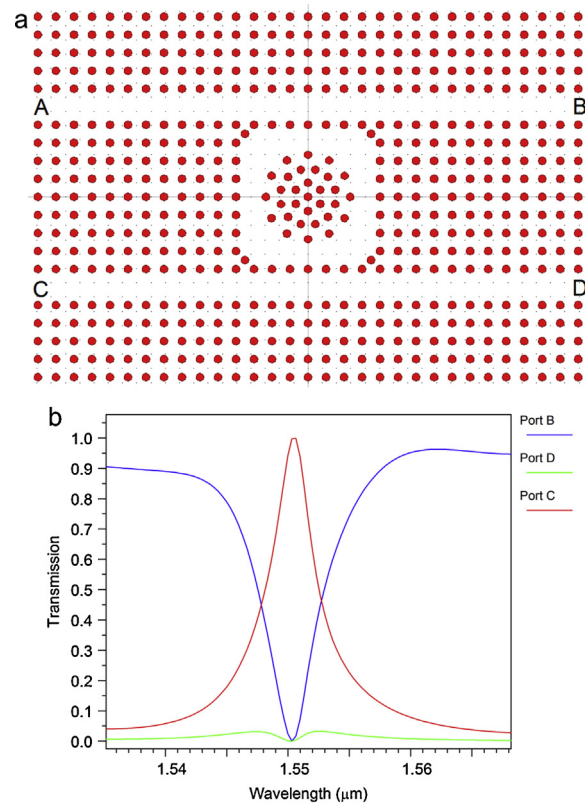 a
A
B
C
D
b
Port B
Port D
Port C
1.0
0.9
0.8
0.7
0.6
0.5
0.4
0.3
0.2
0.1
0.0
Transmission
1.54
1.55
1.56
Wavelength (μm)